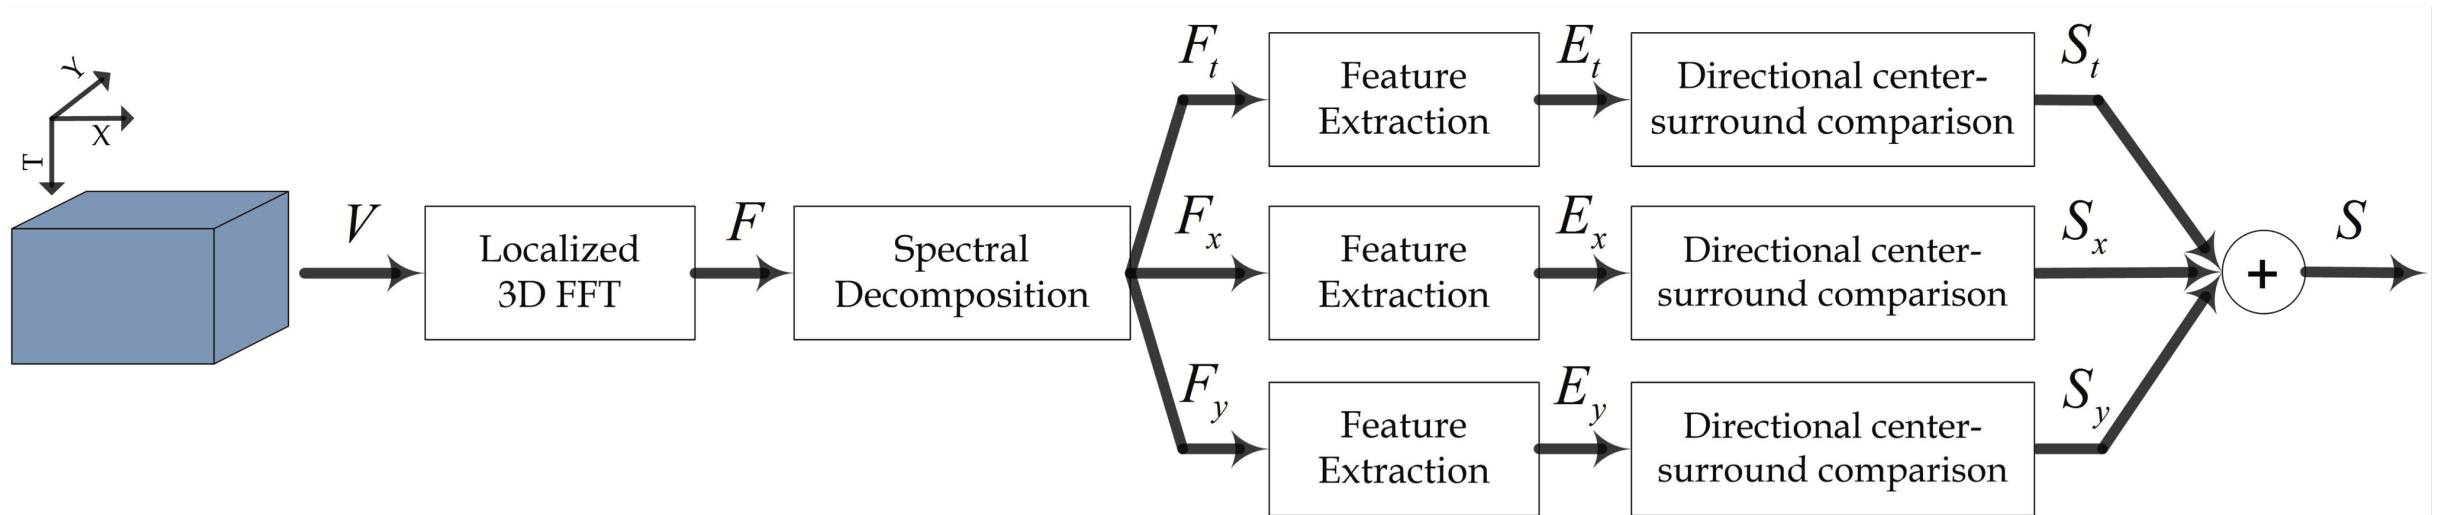 Y
X
T
V
Localized
3D FFT
F
Spectral
Decomposition
F_t
Feature
Extraction
E_t
Directional center-
surround comparison
S_t
F_x
Feature
Extraction
E_x
Directional center-
surround comparison
S_x
F_y
Feature
Extraction
E_y
Directional center-
surround comparison
S_y
+
S